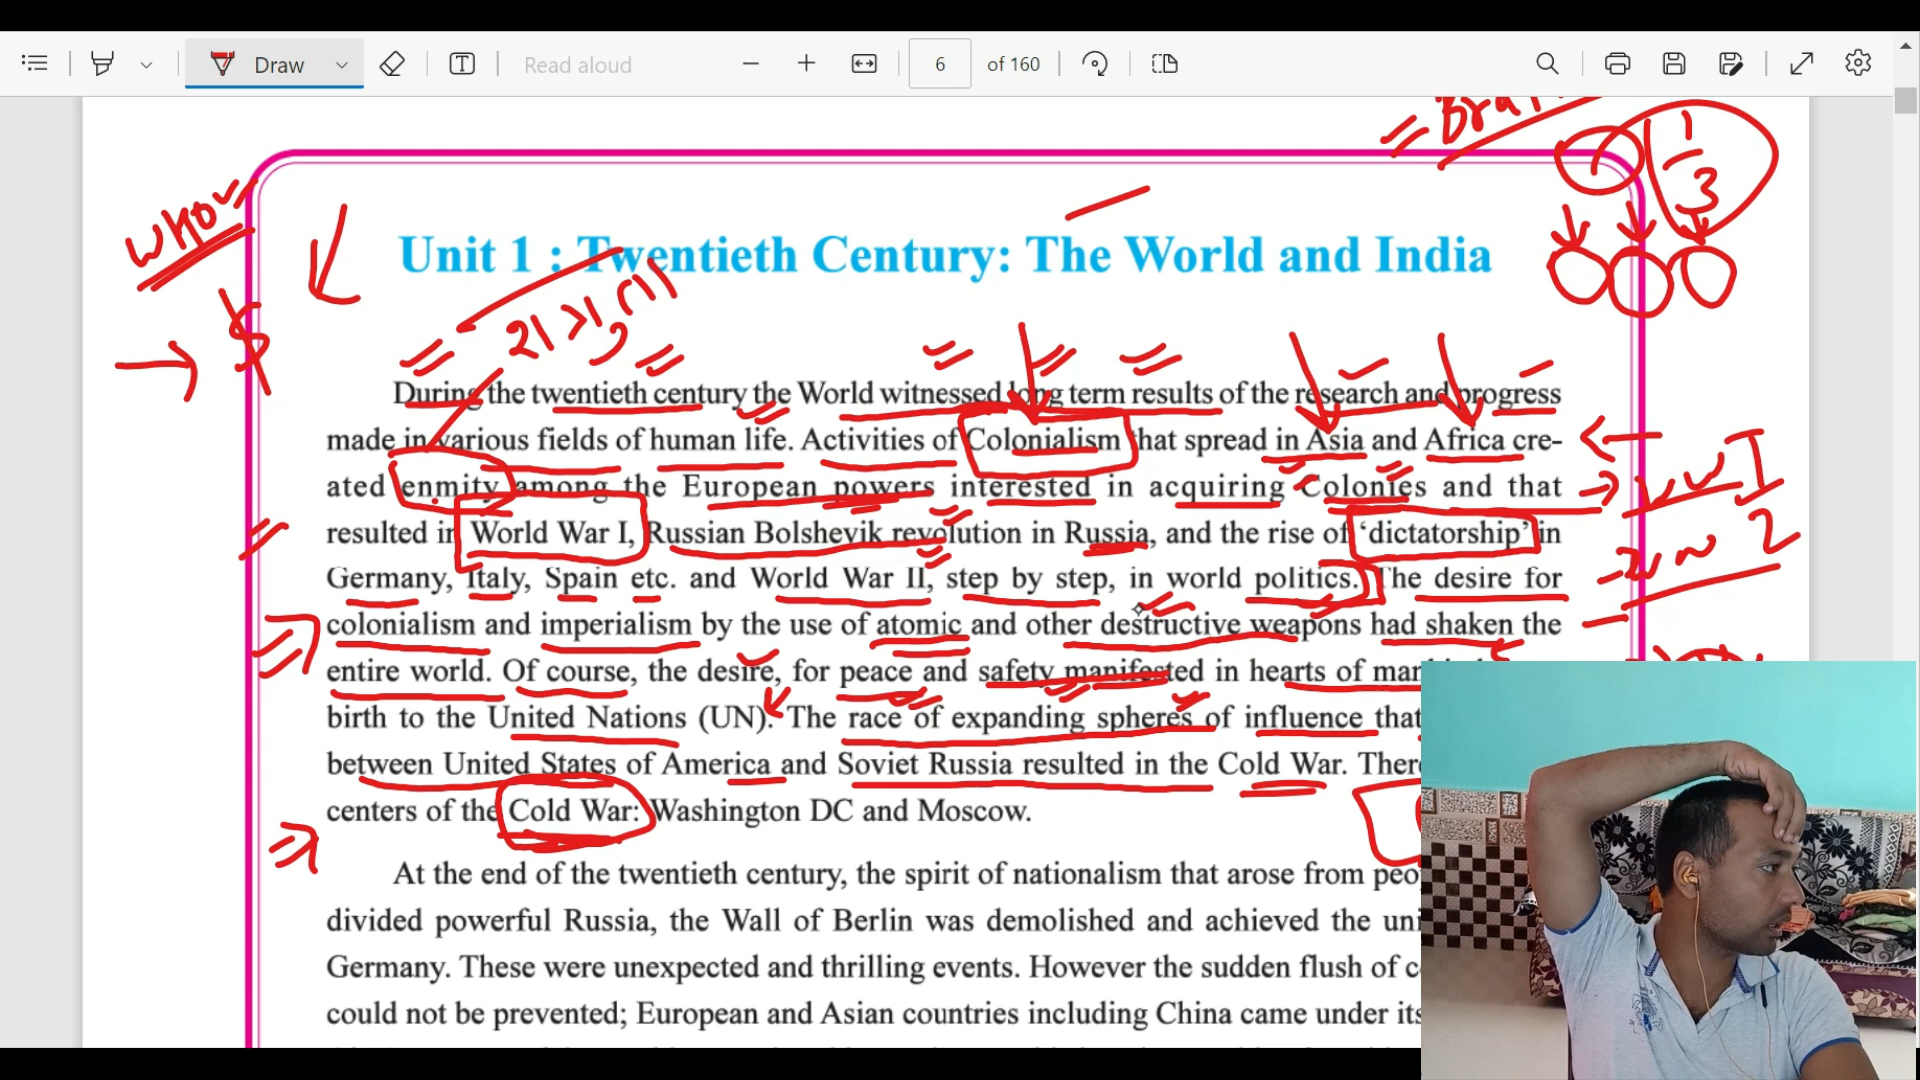 Draw
Read aloud
6 of 160
WHO
1
3
Unit 1 : Twentieth Century: The World and India
During the twentieth century the World witnessed long term results of the research and progress
made in various fields of human life. Activities of Colonialism that spread in Asia and Africa cre-
ated enmity among the European powers interested in acquiring Colonies and that
resulted in World War I, Russian Bolshevik revolution in Russia, and the rise of ‘dictatorship’ in
Germany, Italy, Spain etc. and World War II, step by step, in world politics. The desire for
colonialism and imperialism by the use of atomic and other destructive weapons had shaken the
entire world. Of course, the desire, for peace and safety manifested in hearts of
birth to the United Nations (UN). The race of expanding spheres of influence that
between United States of America and Soviet Russia resulted in the Cold War.
centers of the Cold War: Washington DC and Moscow.
At the end of the twentieth century, the spirit of nationalism that arose from
divided powerful Russia, the Wall of Berlin was demolished and achieved the
Germany. These were unexpected and thrilling events. However the sudden flush of
could not be prevented; European and Asian countries including China came under its